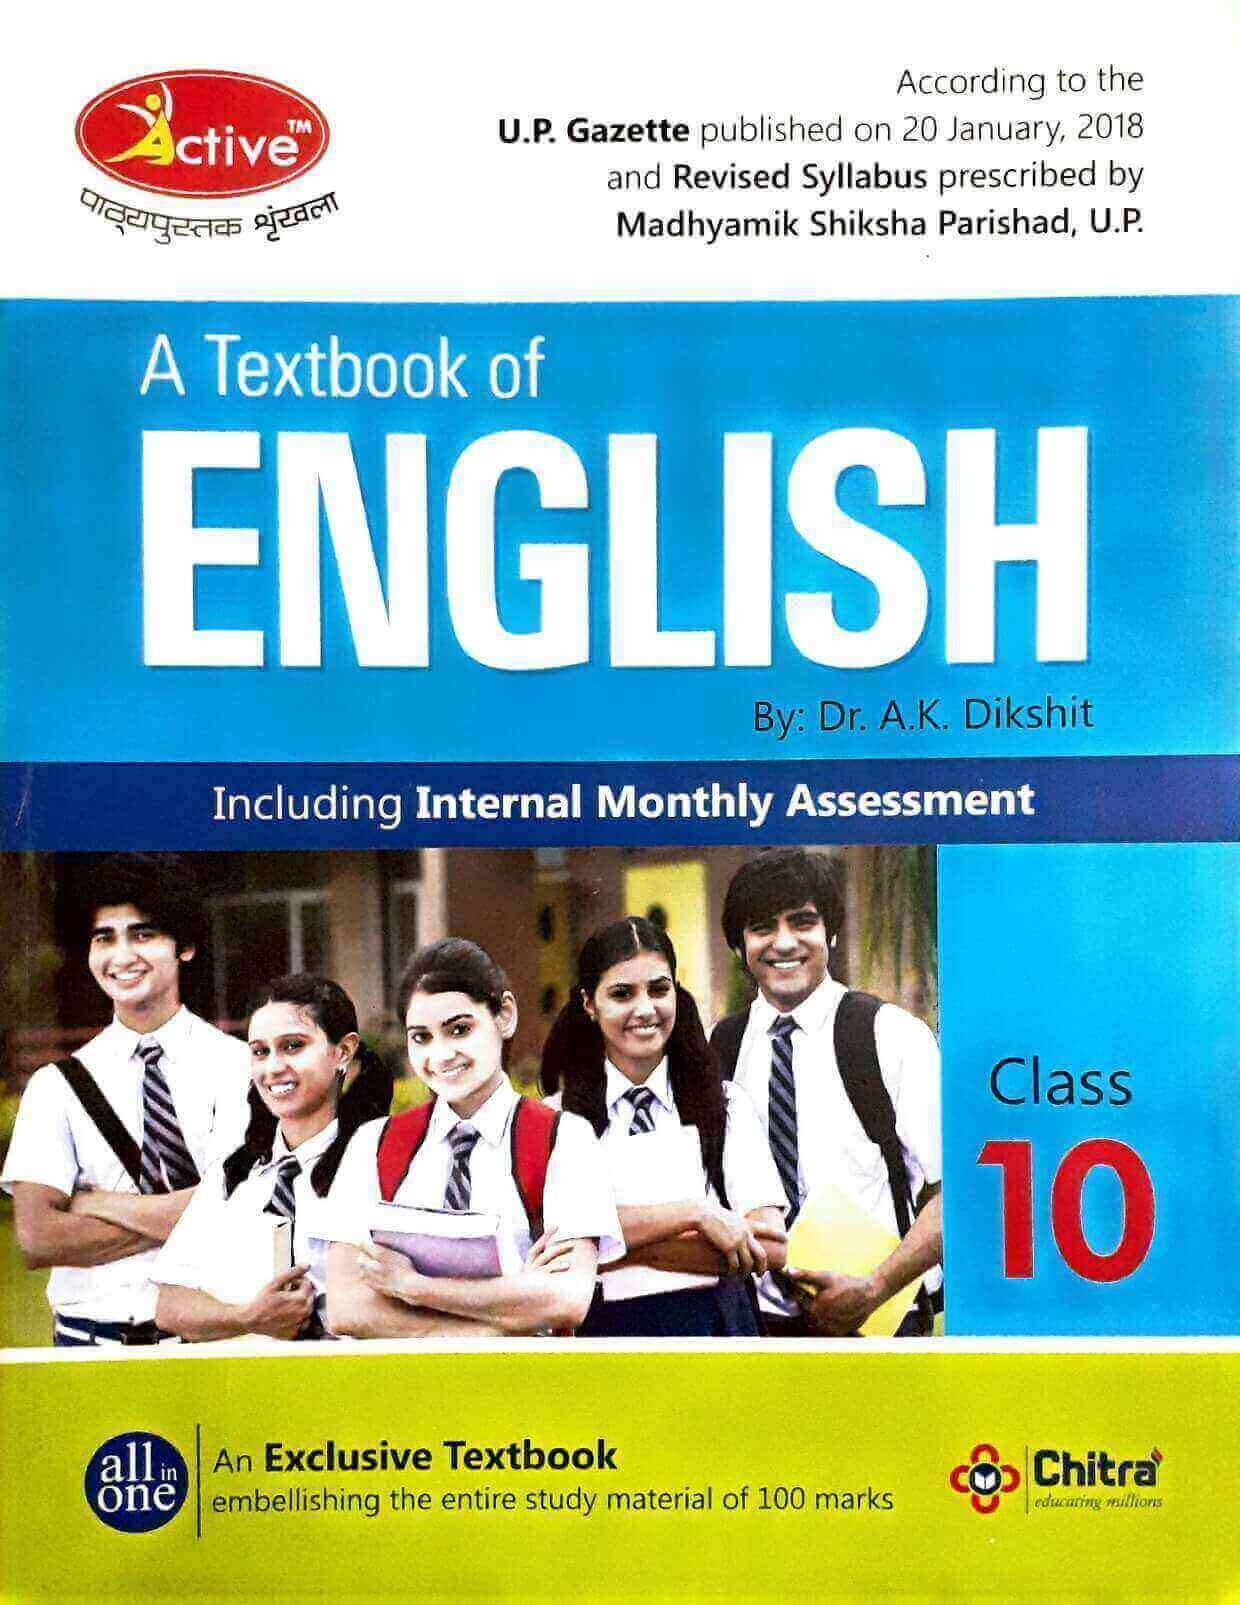 Active™
पाठ्यपुस्तक श्रृंखला
According to the
U.P. Gazette published on 20 January, 2018
and Revised Syllabus prescribed by
Madhyamik Shiksha Parishad, U.P.
A Textbook of
ENGLISH
By: Dr. A.K. Dikshit
Including Internal Monthly Assessment
Class
10
all in
one
An Exclusive Textbook
embellishing the entire study material of 100 marks
Chitra
educating millions